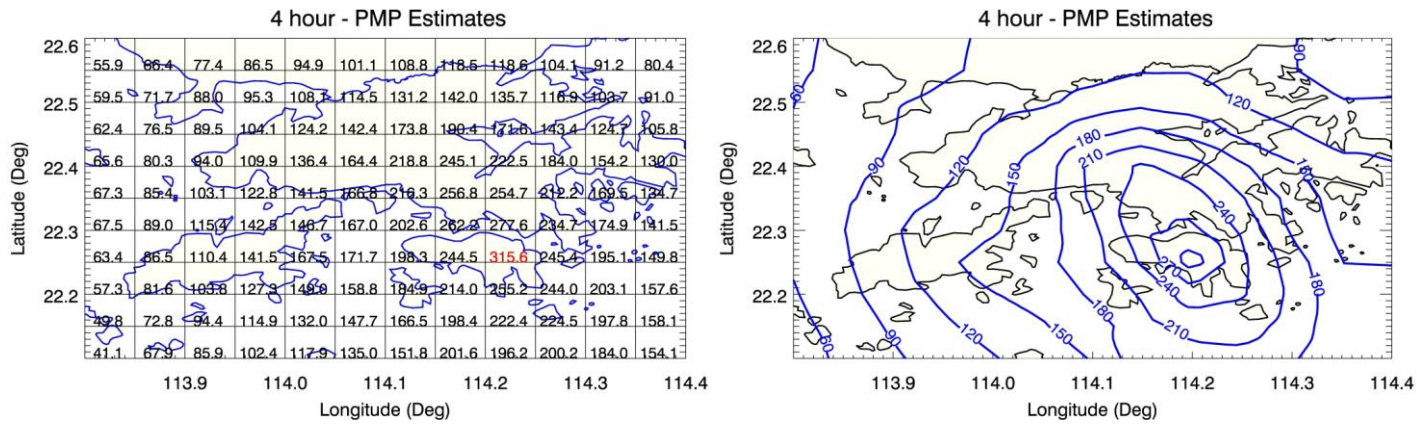 4 hour - PMP Estimates
22.6
22.5
22.4
22.3
22.2
Latitude (Deg)
55.9 66.4 77.4 86.5 94.9 101.1 108.8 118.5 118.6 104.1 91.2 80.4
59.5 71.7 88.0 95.3 108.1 114.5 131.2 142.0 135.7 116.9 103.7 91.0
62.4 76.5 89.5 104.1 124.2 142.4 173.8 190.4 171.6 143.4 124.7 105.8
65.6 80.3 94.0 109.9 136.4 164.4 218.8 245.1 222.5 184.0 154.2 130.0
67.3 85.4 103.1 122.8 141.5 166.8 216.3 256.8 254.7 212.2 169.5 134.7
67.5 89.0 115.4 142.5 167.0 202.6 262.2 277.6 234.7 174.9 141.5
63.4 86.5 110.4 141.5 167.5 171.7 198.3 244.5 315.6 245.4 195.1 149.8
57.3 81.6 103.8 127.3 158.8 184.9 214.0 255.2 244.0 203.1 157.6
49.8 72.8 94.4 114.9 132.0 147.7 166.5 198.4 222.4 224.5 197.8 158.1
41.1 67.9 85.9 102.4 117.9 135.0 151.8 201.6 196.2 200.2 184.0 154.1
113.9 114.0 114.1 114.2 114.3 114.4
Longitude (Deg)
4 hour - PMP Estimates
22.6
22.5
22.4
22.3
22.2
Latitude (Deg)
60
90
120
90
120
150
180
210
180
150
240
270
240
210
180
180
150
120
90
60
113.9 114.0 114.1 114.2 114.3 114.4
Longitude (Deg)